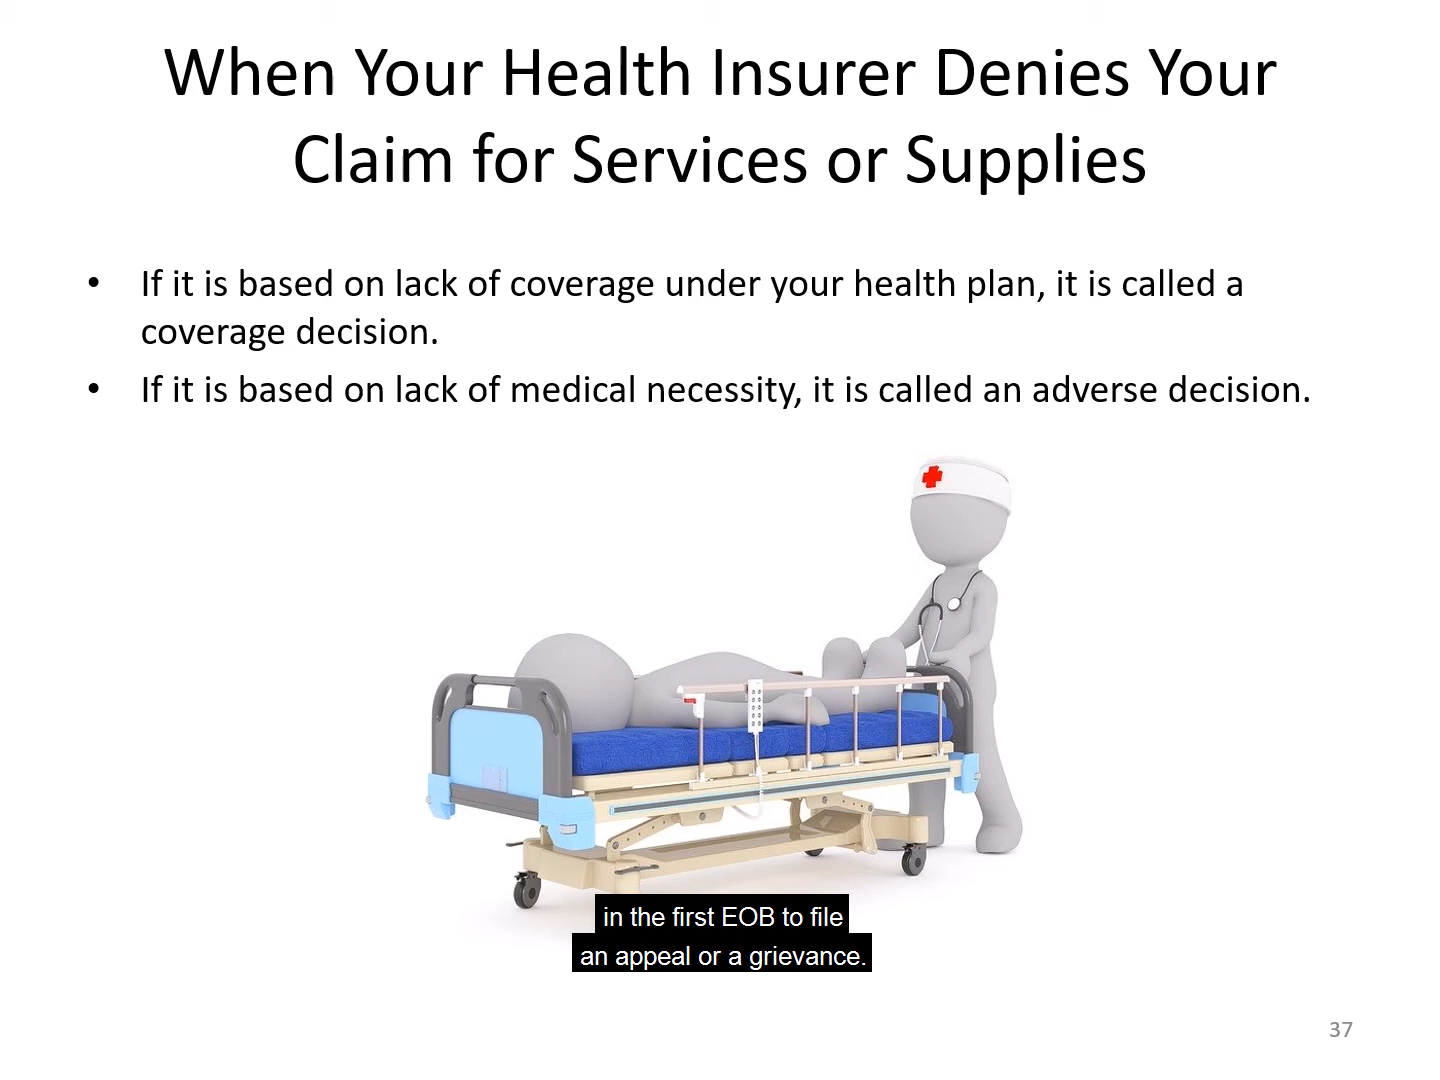 When Your Health Insurer Denies Your
Claim for Services or Supplies
• If it is based on lack of coverage under your health plan, it is called a
coverage decision.
• If it is based on lack of medical necessity, it is called an adverse decision.
in the first EOB to file
an appeal or a grievance.
37